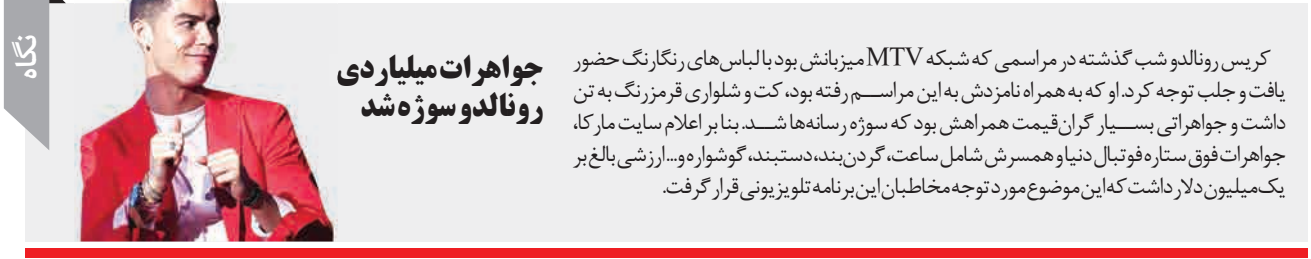 نگاه
جواهرات میلیاردی
رونالدو سوژه شد
کریس رونالدو شب گذشته در مراسمی که شبکه MTV میزبانش بود با لباس‌های رنگارنگ حضور
یافت و جلب توجه کرد. او که به همراه نامزدش به این مراسم رفته بود، کت و شلواری قرمزرنگ به تن
داشت و جواهراتی بسیار گران‌قیمت همراهش بود که سوژه رسانه‌ها شد. بنا بر اعلام سایت مارکا،
جواهرات فوق ستاره فوتبال دنیا و همسرش شامل ساعت، گردن‌بند، دستبند، گوشواره و... ارزشی بالغ بر
یک میلیون دلار داشت که این موضوع مورد توجه مخاطبان این برنامه تلویزیونی قرار گرفت.